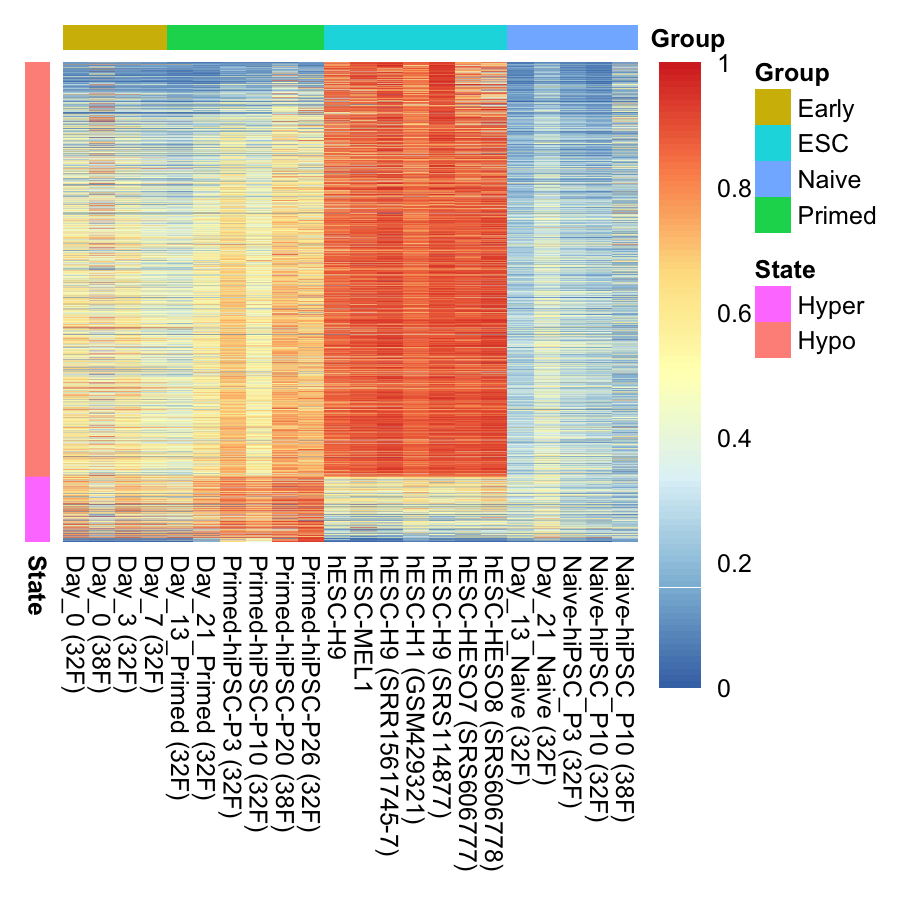 Group
1
0.8
0.6
0.4
0.2
0
Group
Early
ESC
Naive
Primed
State
Hyper
Hypo
State
Day_0 (32F)
Day_0 (38F)
Day_3 (32F)
Day_7 (32F)
Day_13_Primed (32F)
Day_21_Primed (32F)
Primed-hiPSC-P3 (32F)
Primed-hiPSC-P10 (32F)
Primed-hiPSC-P20 (38F)
Primed-hiPSC-P26 (32F)
hESC-H9
hESC-MEL1
hESC-H9 (SRR1561745-7)
hESC-H1 (GSM429321)
hESC-H9 (SRS114877)
hESC-HESO7 (SRS606777)
hESC-HESO8 (SRS606778)
Day_13_Naive (32F)
Day_21_Naive (32F)
Naive-hiPSC_P3 (32F)
Naive-hiPSC_P10 (32F)
Naive-hiPSC_P10 (38F)